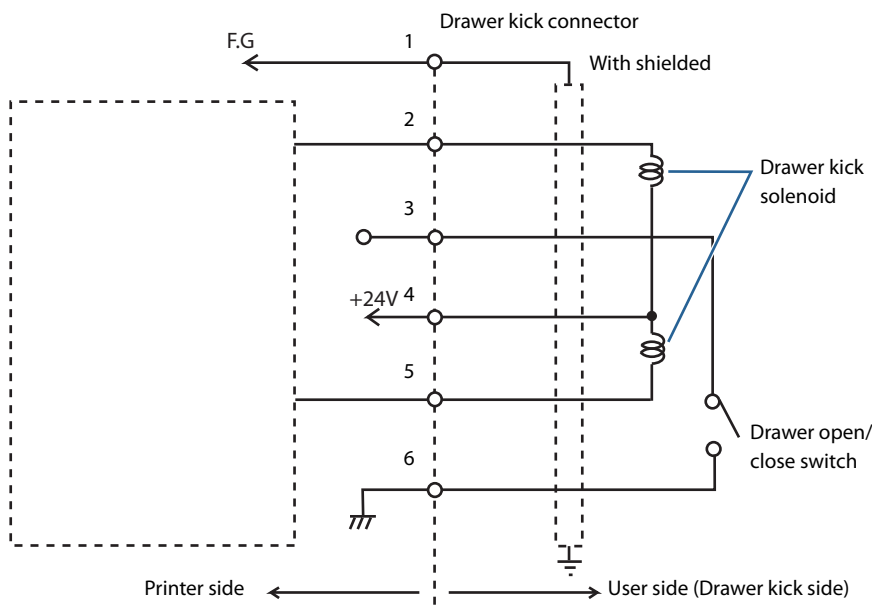 Drawer kick connector
F.G
1
With shielded
2
Drawer kick
solenoid
3
+24V
4
5
Drawer open/
close switch
6
Printer side
User side (Drawer kick side)